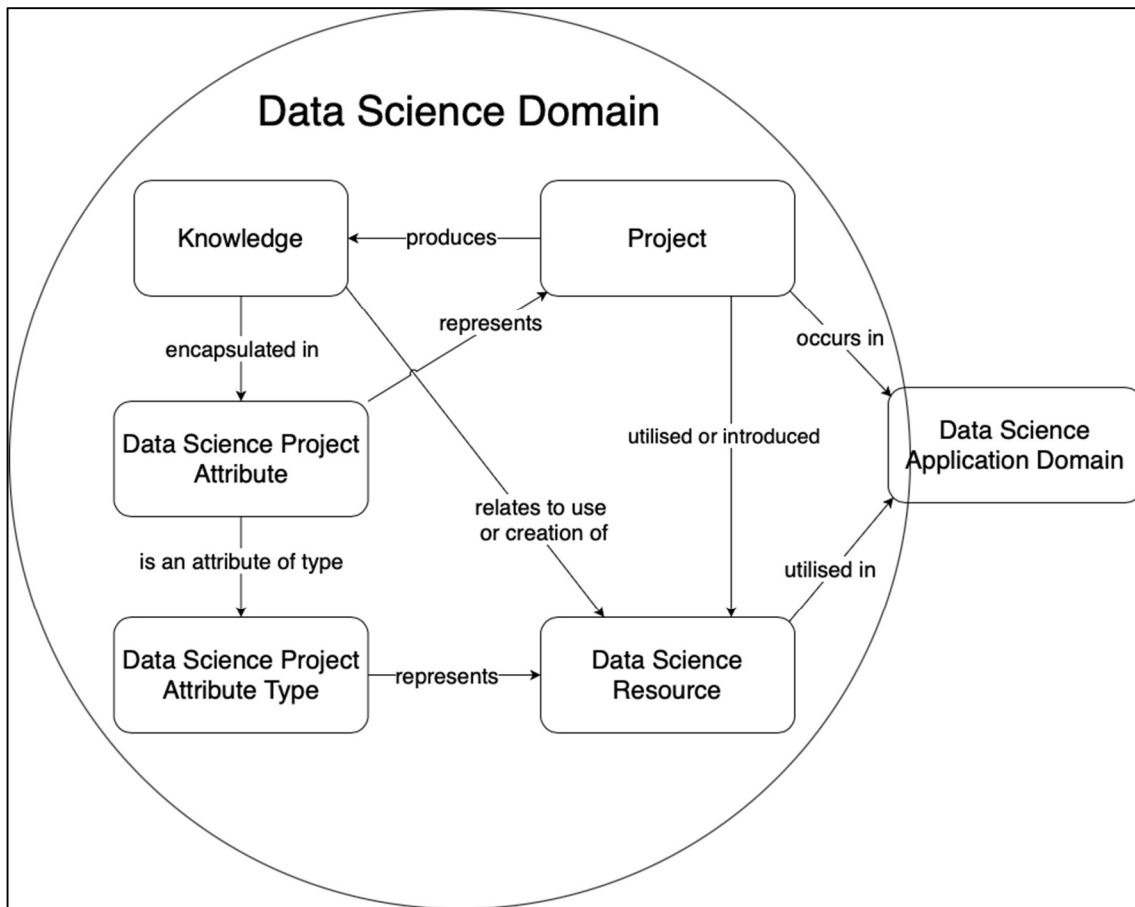 Data Science Domain
Knowledge
produces
Project
represents
encapsulated in
occurs in
Data Science Project
Attribute
utilised or introduced
Data Science
Application Domain
relates to use
or creation of
is an attribute of type
utilised in
Data Science Project
Attribute Type
represents
Data Science
Resource